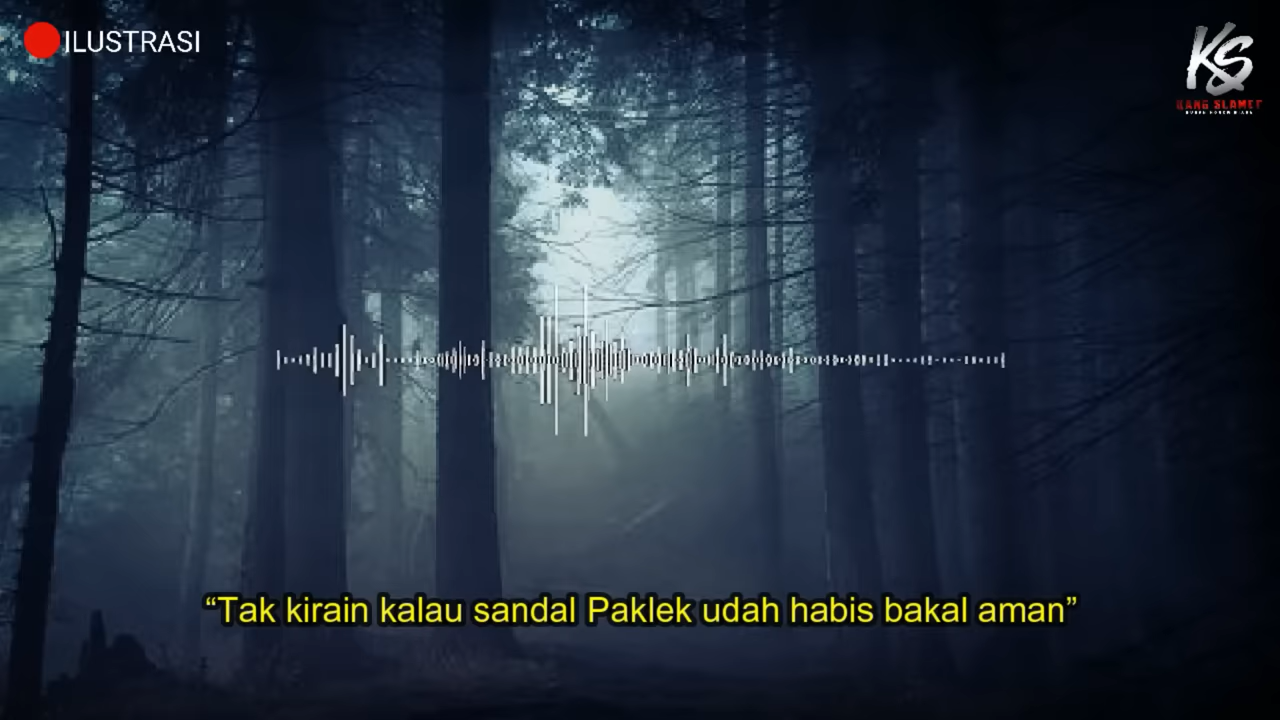 ILUSTRASI
KS
KANG SLAMET
“Tak kirain kalau sandal Paklek udah habis bakal aman”